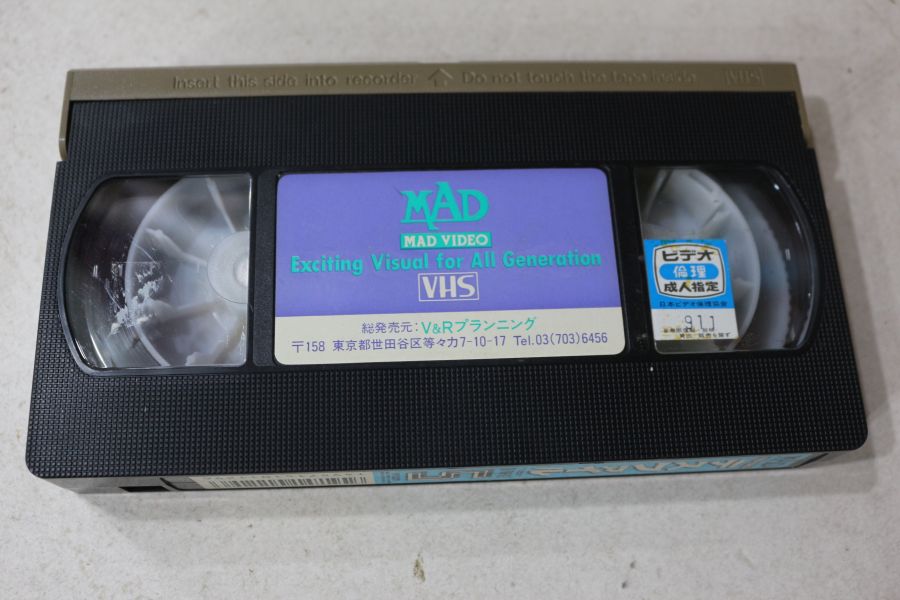 Insert this side into recorder Do not touch the tape inside VHS
MAD
MAD VIDEO
Exciting Visual for All Generation
VHS
総発売元:V&Rプランニング
〒158 東京都世田谷区等々力7-10-17 Tel.03(703)6456
ビデオ
倫理
成人指定
日本ビデオ倫理協会
911